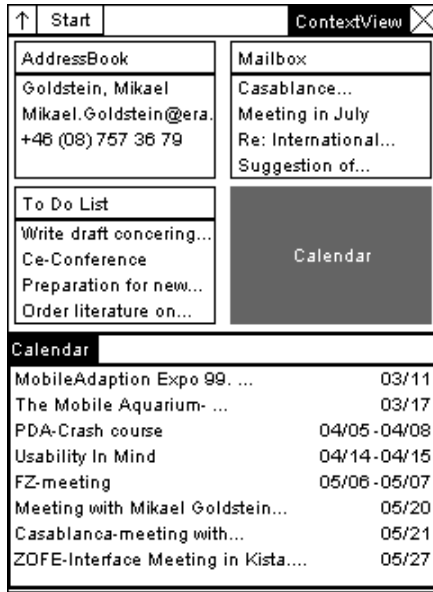 ↑ Start ContextView
AddressBook
Goldstein, Mikael
Mikael.Goldstein@era.
+46 (08) 757 36 79
Mailbox
Casablance...
Meeting in July
Re: International...
Suggestion of...
To Do List
Write draft concering...
Ce-Conference
Preparation for new...
Order literature on...
Calendar
Calendar
MobileAdaption Expo 99. ... 03/11
The Mobile Aquarium- ... 03/17
PDA-Crash course 04/05-04/08
Usability In Mind 04/14-04/15
FZ-meeting 05/06-05/07
Meeting with Mikael Goldstein... 05/20
Casablanca-meeting with... 05/21
ZOFE-Interface Meeting in Kista.... 05/27